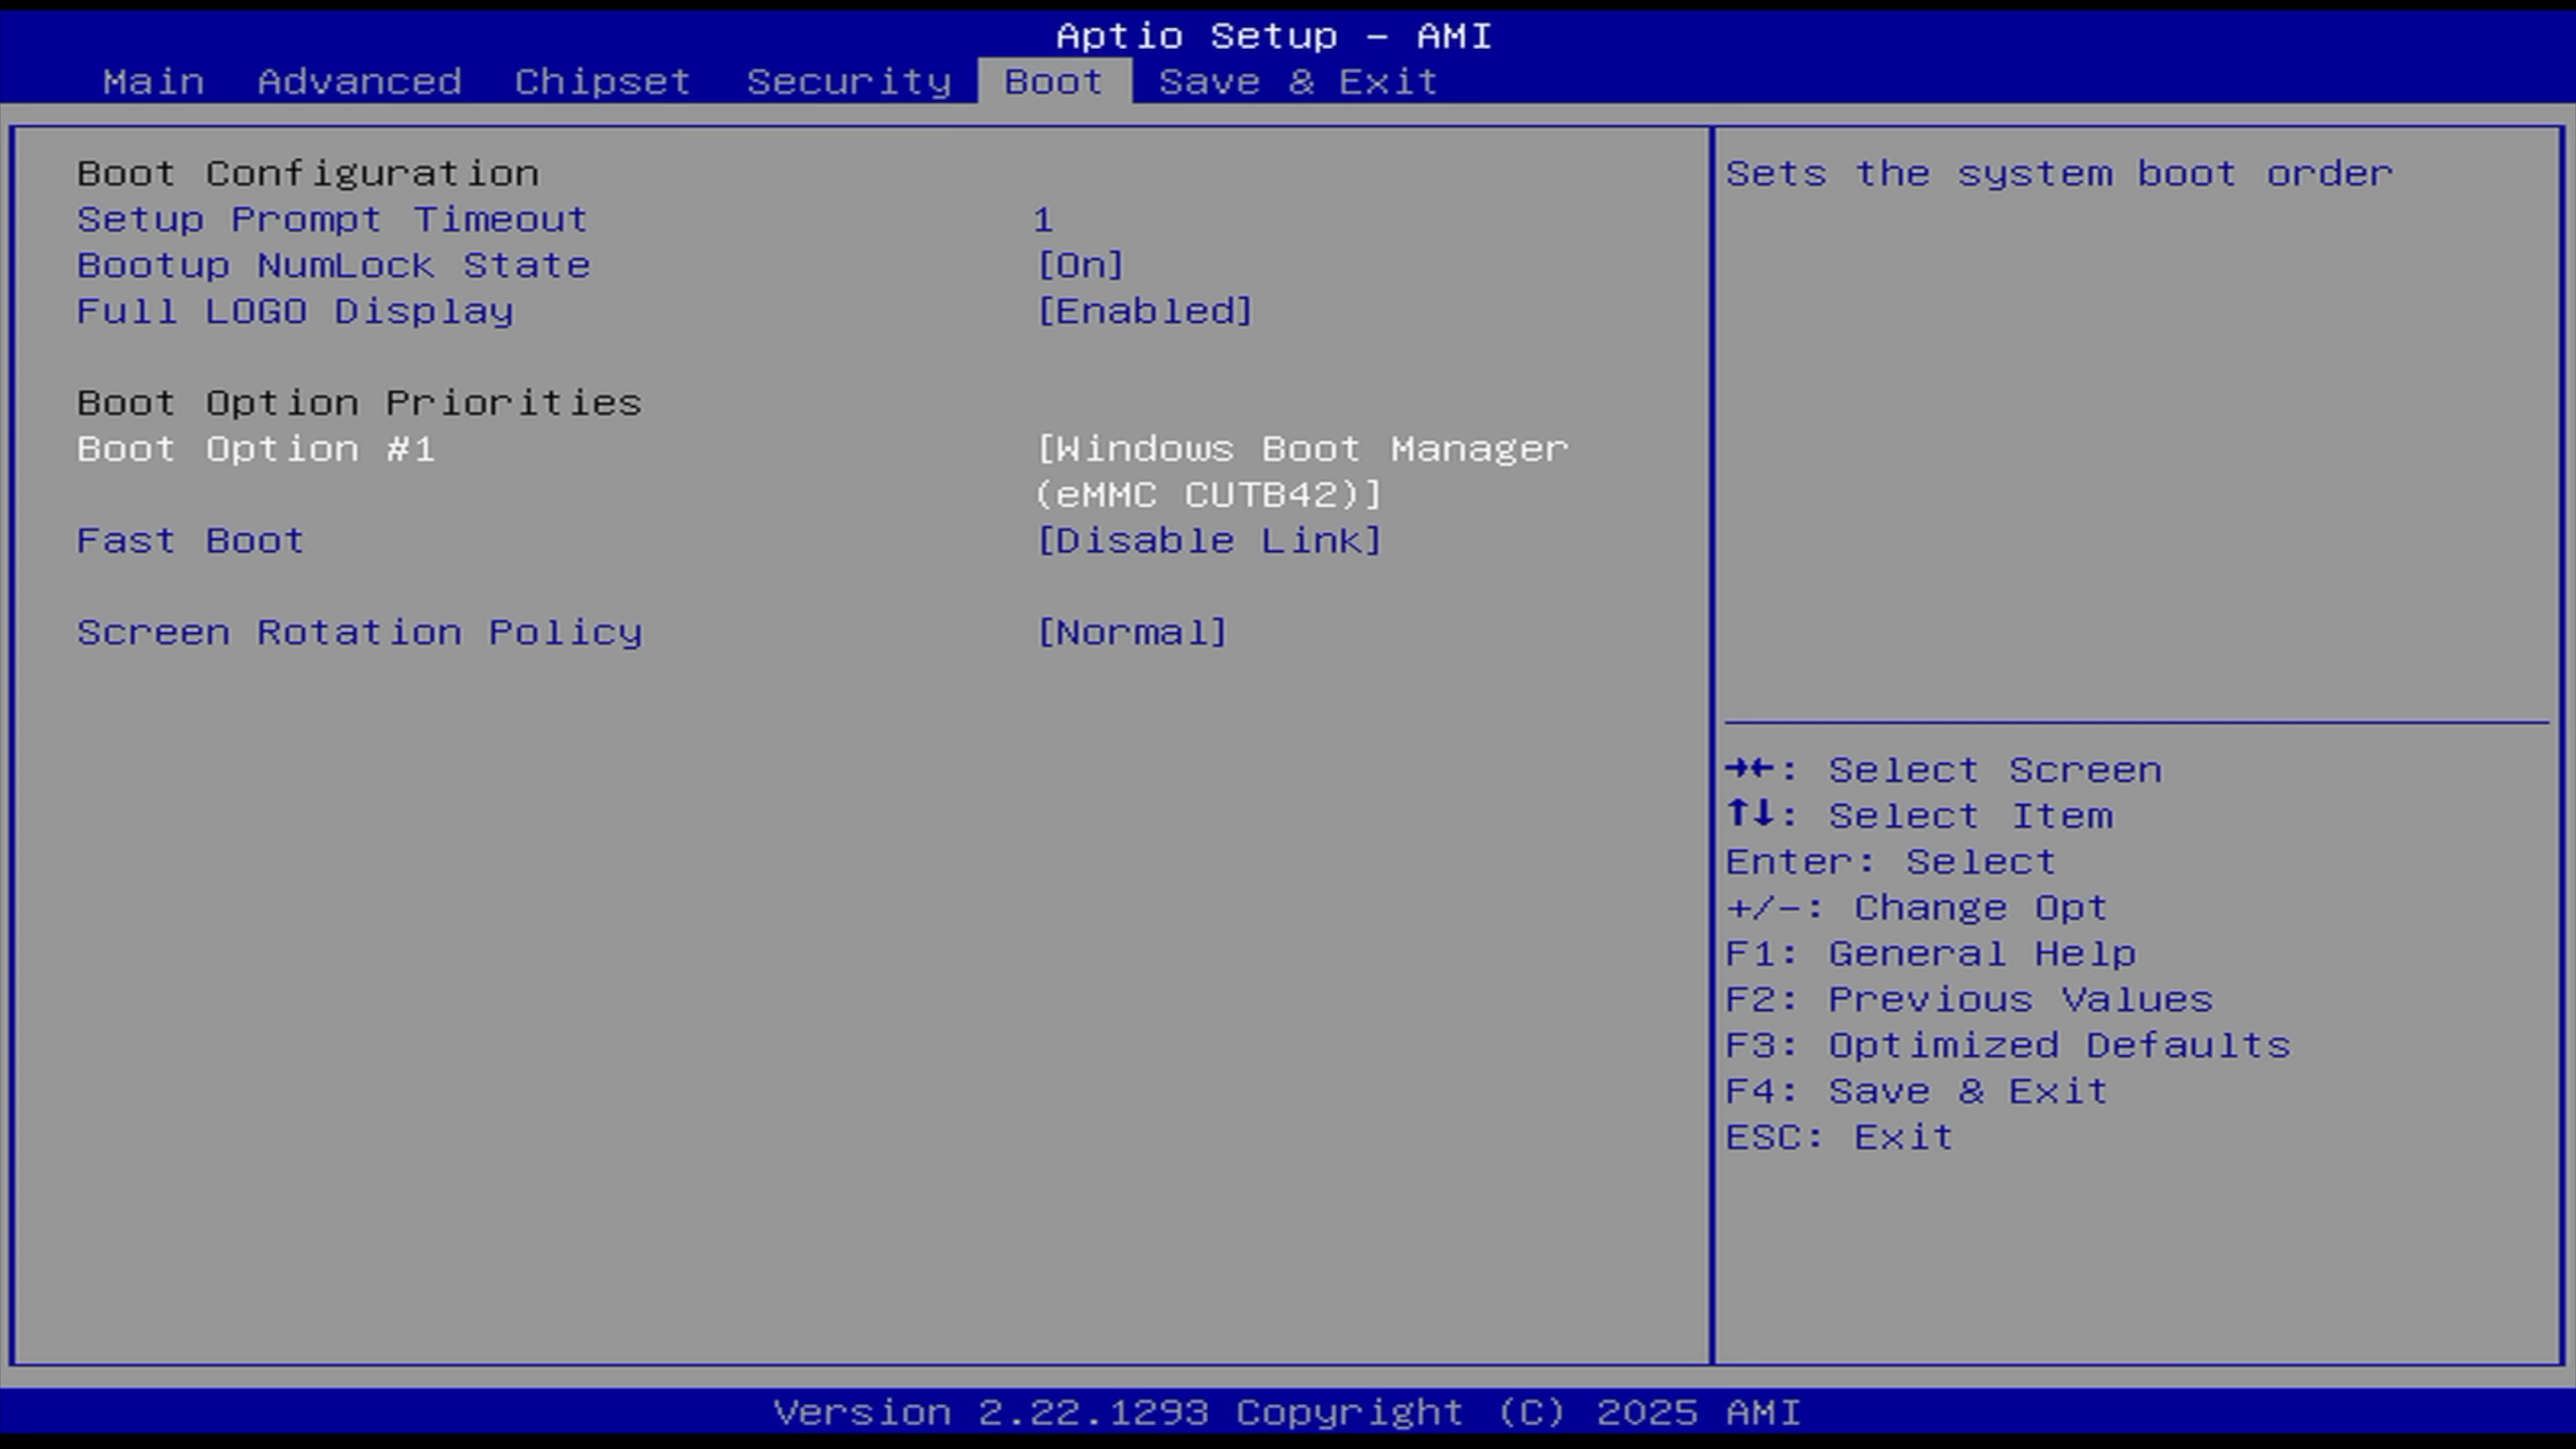 Aptio Setup – AMI
Main Advanced Chipset Security Boot Save & Exit
Boot Configuration
Setup Prompt Timeout 1
Bootup NumLock State [On]
Full LOGO Display [Enabled]
Boot Option Priorities
Boot Option #1 [Windows Boot Manager
(eMMC CUTB42)]
Fast Boot [Disable Link]
Screen Rotation Policy [Normal]
Sets the system boot order
→←: Select Screen
↑↓: Select Item
Enter: Select
+/-: Change Opt
F1: General Help
F2: Previous Values
F3: Optimized Defaults
F4: Save & Exit
ESC: Exit
Version 2.22.1293 Copyright (C) 2025 AMI